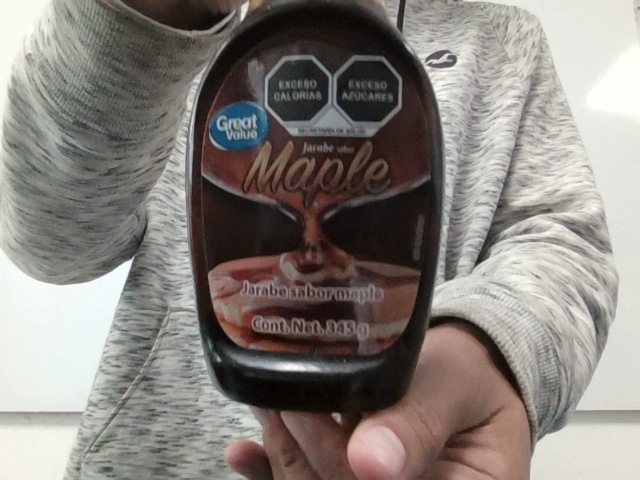 EXCESO
CALORÍAS
EXCESO
AZÚCARES
Great
Value
Jarabe sabor
Maple
Jarabe sabor maple
Cont. Net. 345 g